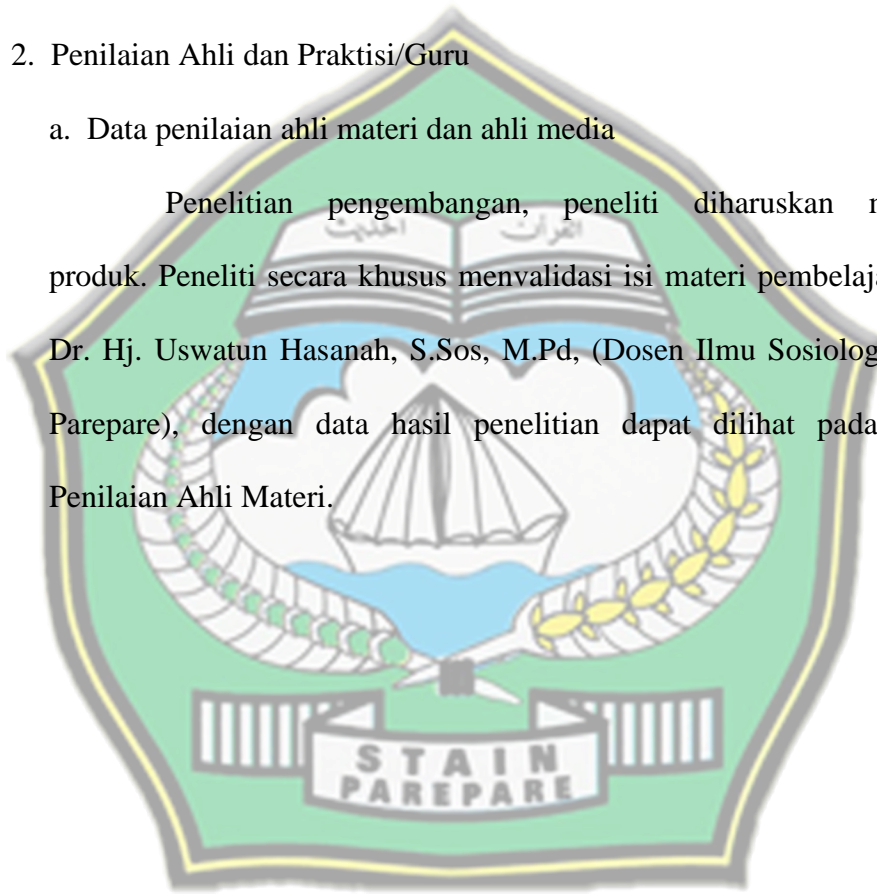 2. Penilaian Ahli dan Praktisi/Guru
a. Data penilaian ahli materi dan ahli media
Penelitian pengembangan, peneliti diharuskan
produk. Peneliti secara khusus menvalidasi isi materi
Dr. Hj. Uswatun Hasanah, S.Sos, M.Pd, (Dosen Ilmu
Parepare), dengan data hasil penelitian dapat dilihat pada
Penilaian Ahli Materi.
STAIN
PAREPARE